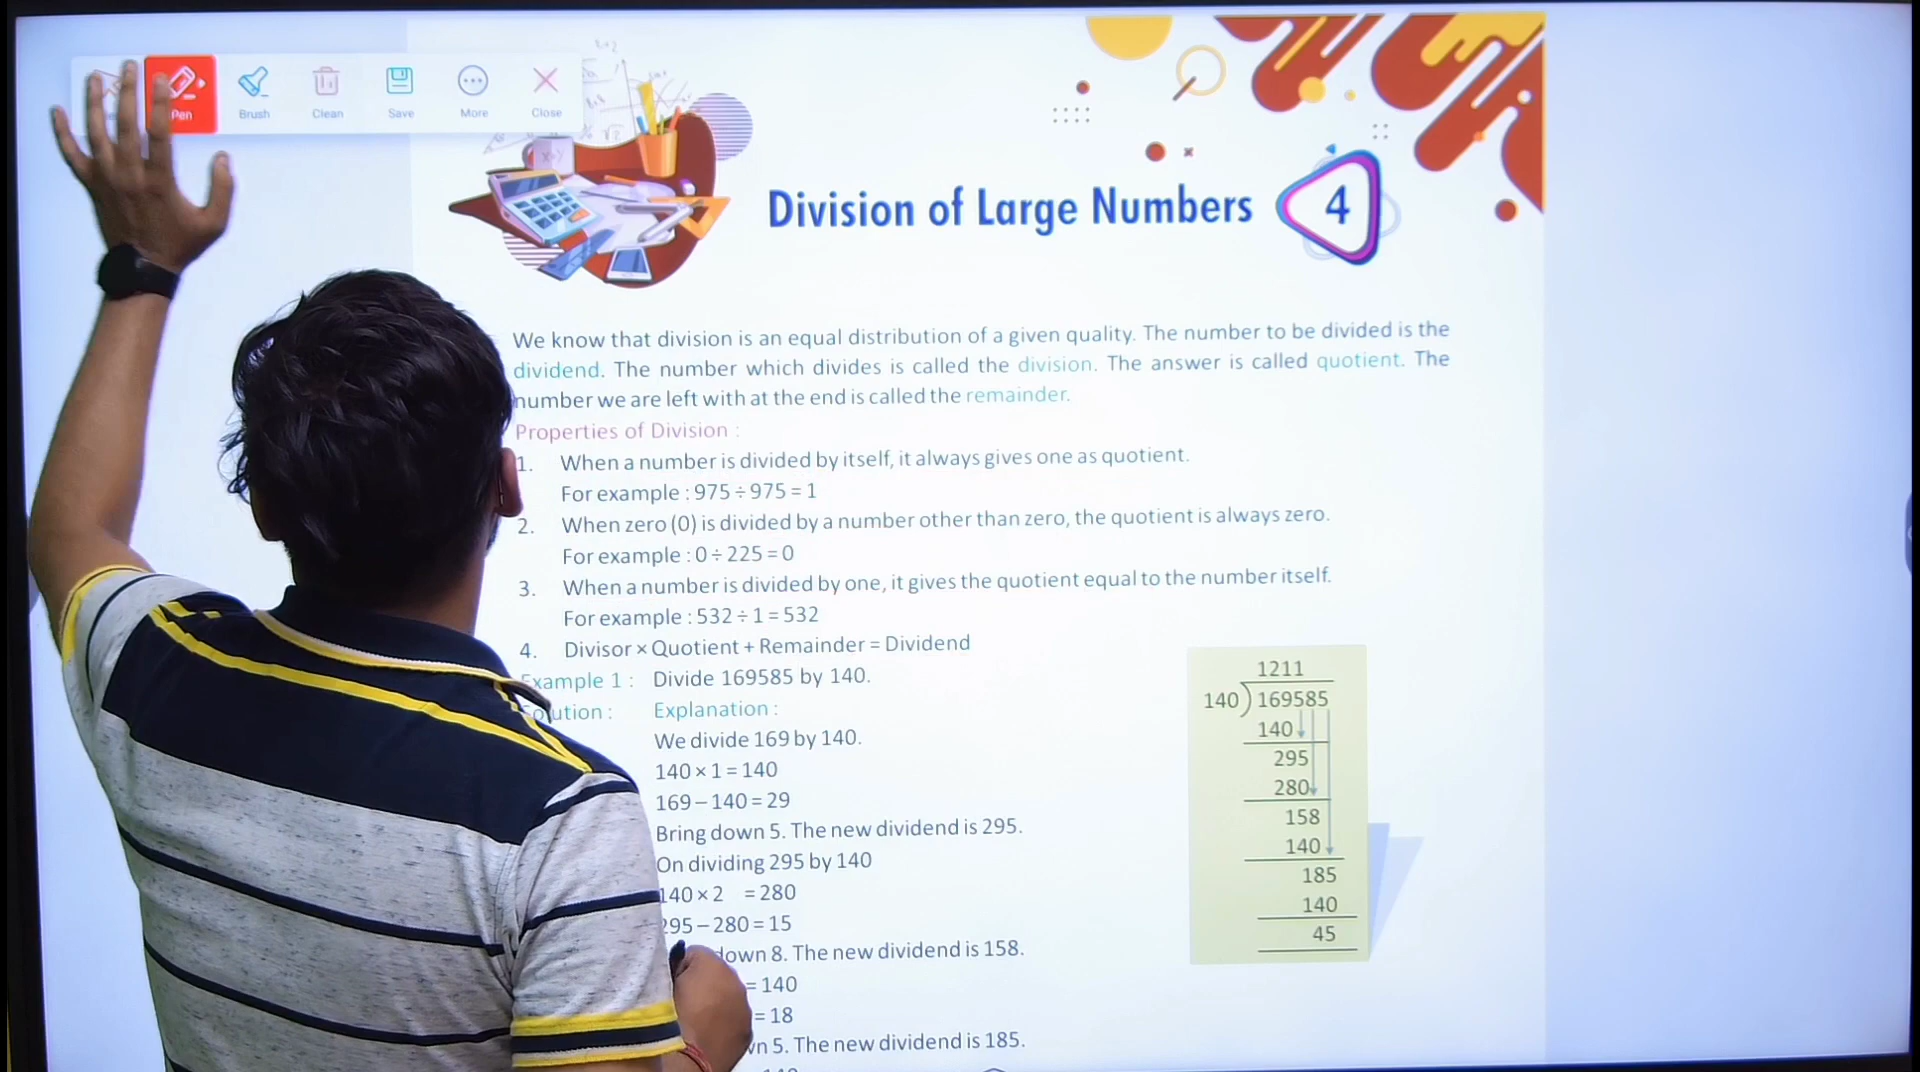 Pen
Brush
Clean
Save
More
Close
Division of Large Numbers
4
We know that division is an equal distribution of a given quality. The number to be divided is the
dividend. The number which divides is called the division. The answer is called quotient. The
number we are left with at the end is called the remainder.
Properties of Division :
1. When a number is divided by itself, it always gives one as quotient.
For example : 975 ÷ 975 = 1
2. When zero (0) is divided by a number other than zero, the quotient is always zero.
For example : 0 ÷ 225 = 0
3. When a number is divided by one, it gives the quotient equal to the number itself.
For example : 532 ÷ 1 = 532
4. Divisor × Quotient + Remainder = Dividend
Example 1 : Divide 169585 by 140.
Solution : Explanation :
We divide 169 by 140.
140 × 1 = 140
169 – 140 = 29
Bring down 5. The new dividend is 295.
On dividing 295 by 140
140 × 2 = 280
295 – 280 = 15
down 8. The new dividend is 158.
= 140
= 18
5. The new dividend is 185.
1211
140)169585
140
295
280
158
140
185
140
45